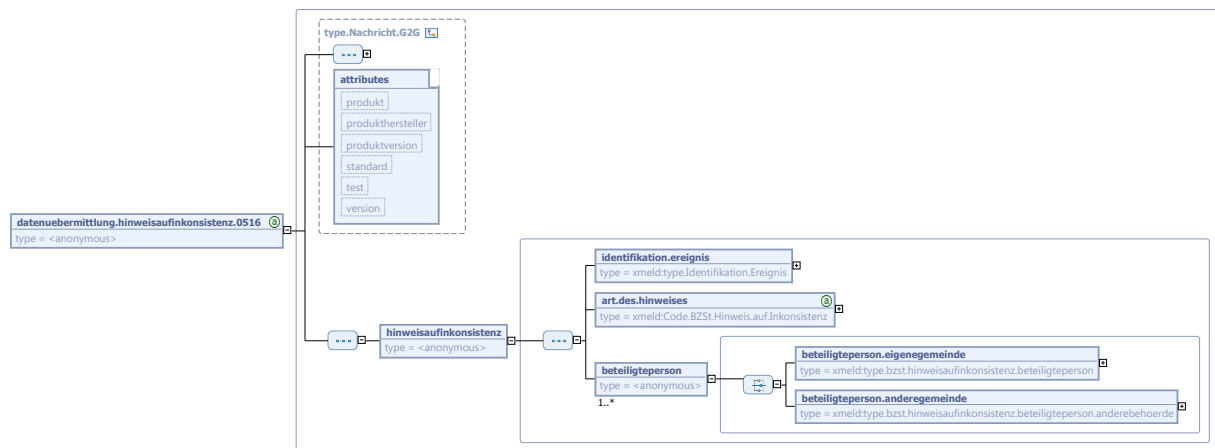 type.Nachricht.G2G
attributes
produkt
produkthersteller
produktversion
standard
test
version
datenuebermittlung.hinweisaufinkonsistenz.0516 a
type = <anonymous>
hinweisaufinkonsistenz
type = <anonymous>
identifikation.ereignis
type = xmeld:type.Identifikation.Ereignis
art.des.hinweises a
type = xmeld:Code.BZSt.Hinweis.auf.Inkonsistenz
beteiligteperson
type = <anonymous>
1..*
beteiligteperson.eigenegemeinde
type = xmeld:type.bzst.hinweisaufinkonsistenz.beteiligteperson
beteiligteperson.anderegemeinde
type = xmeld:type.bzst.hinweisaufinkonsistenz.beteiligteperson.anderebehoerde